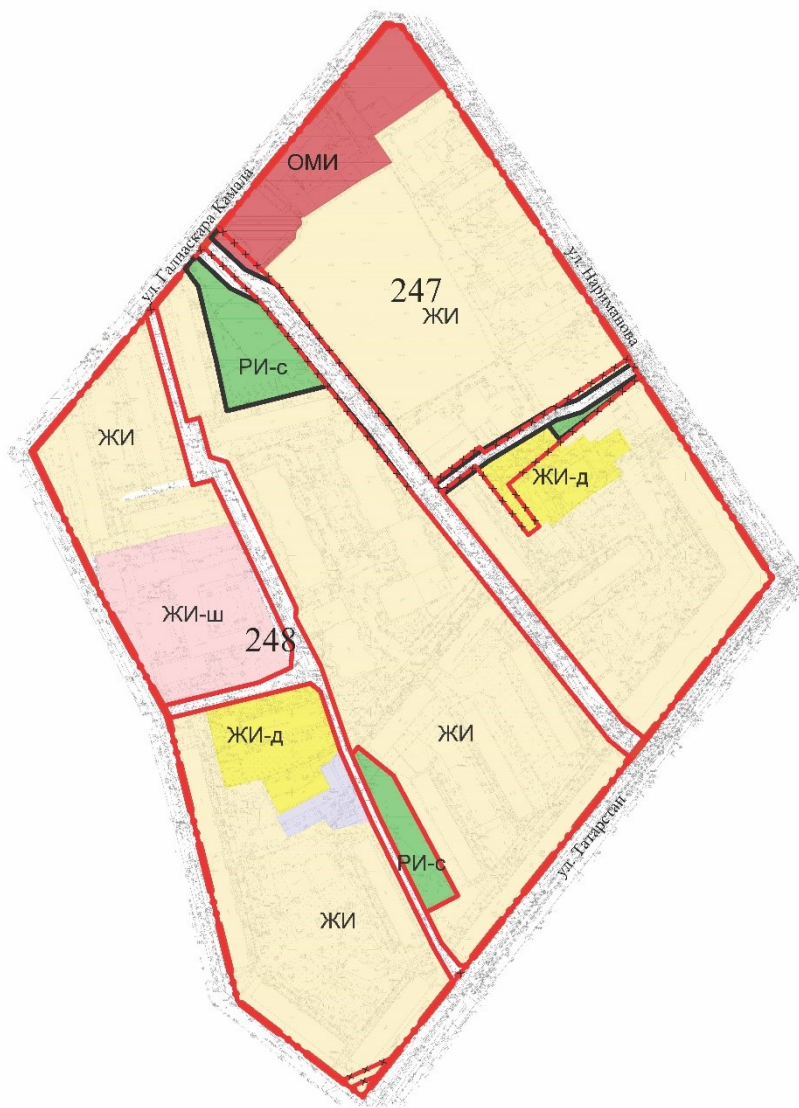 ОМИ
ул. Галиаскара Камала
247
ЖИ
ул. Нариманова
РИ-с
ЖИ
ЖИ-д
ЖИ-ш
248
ЖИ-д
ЖИ
ул. Татарстан
РИ-с
ЖИ